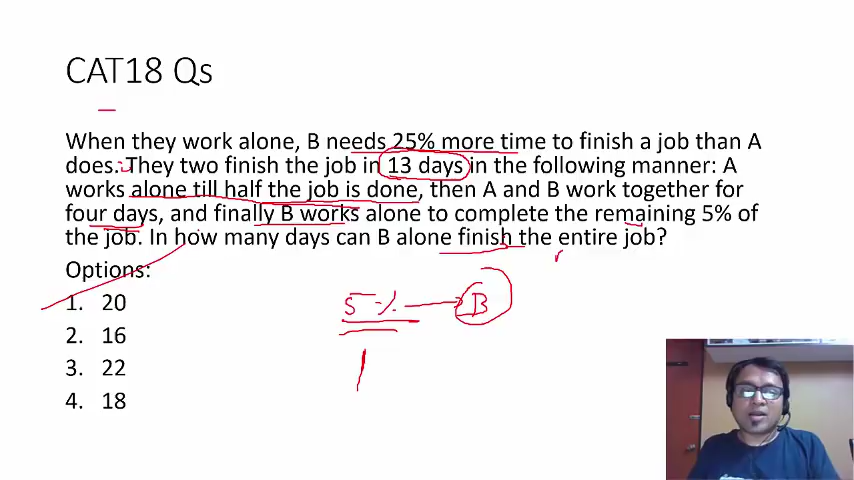 CAT18 Qs
When they work alone, B needs 25% more time to finish a job than A
does. They two finish the job in 13 days in the following manner: A
works alone till half the job is done, then A and B work together for
four days, and finally B works alone to complete the remaining 5% of
the job. In how many days can B alone finish the entire job?
Options:
1. 20
5 % B
2. 16
3. 22
4. 18